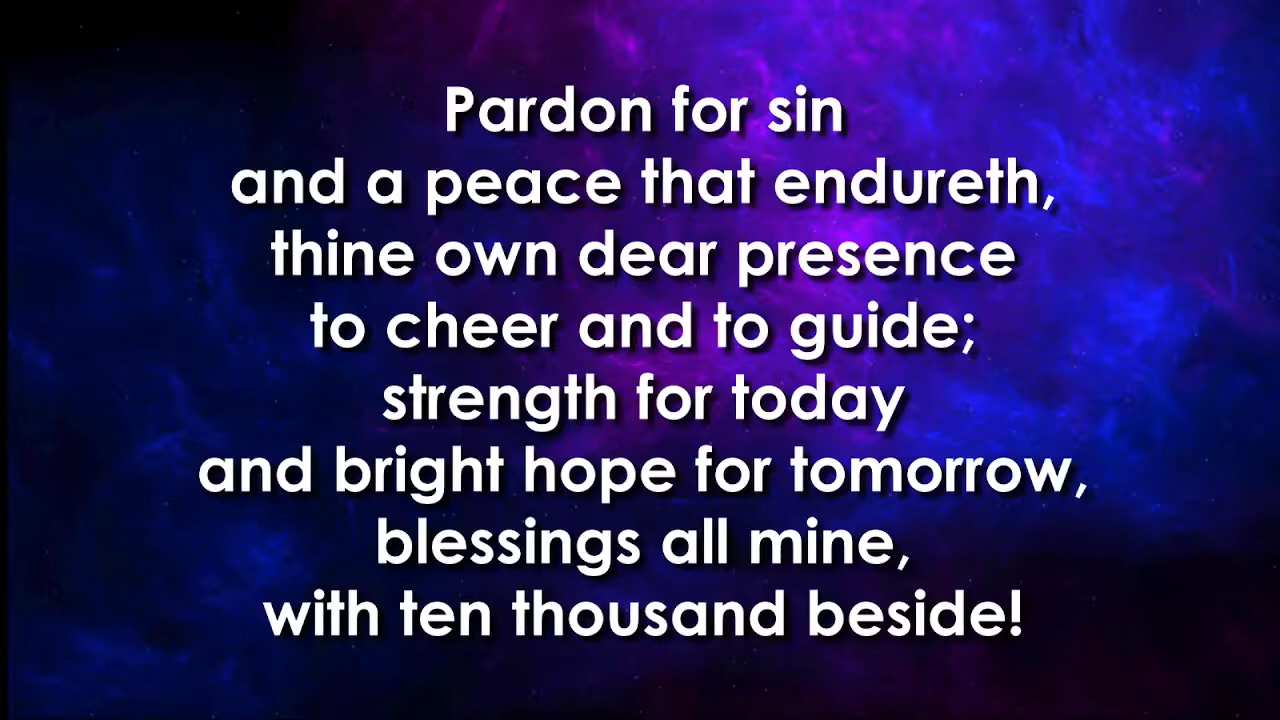 Pardon for sin
and a peace that endureth,
thine own dear presence
to cheer and to guide;
strength for today
and bright hope for tomorrow,
blessings all mine,
with ten thousand beside!